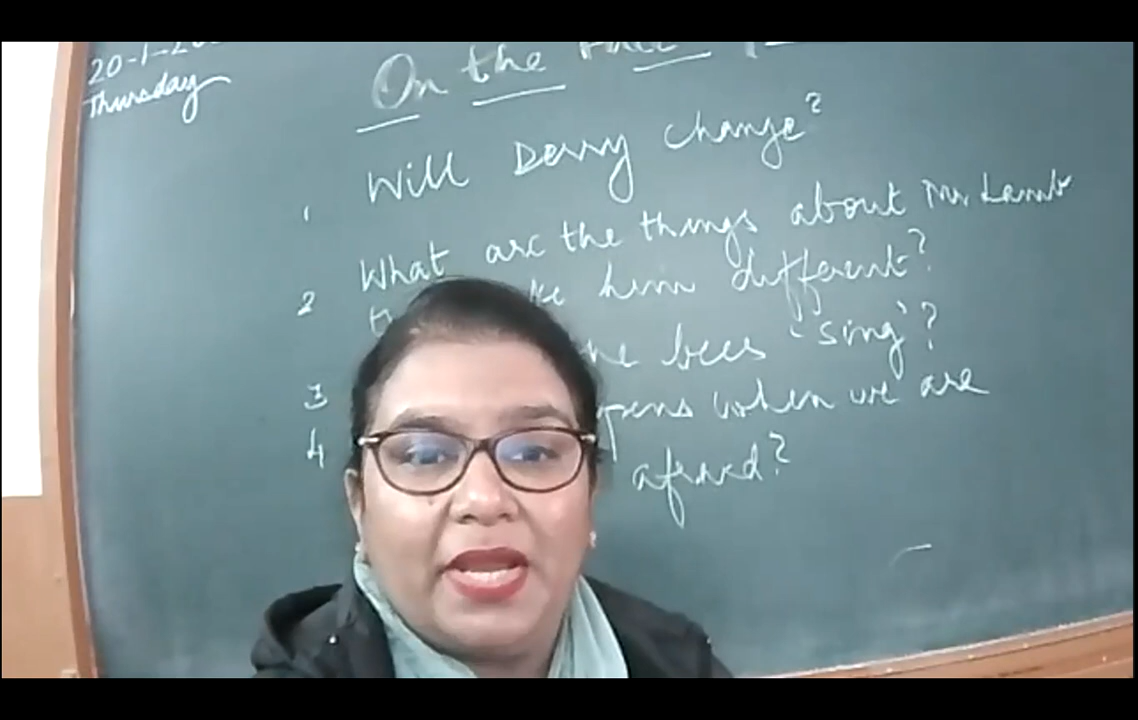 20-1-20
Thursday
On the
1 Will Derry change?
2 What are the things about Mr. Lamb
him different?
3 bees 'sing'?
4 when we are
afraid?